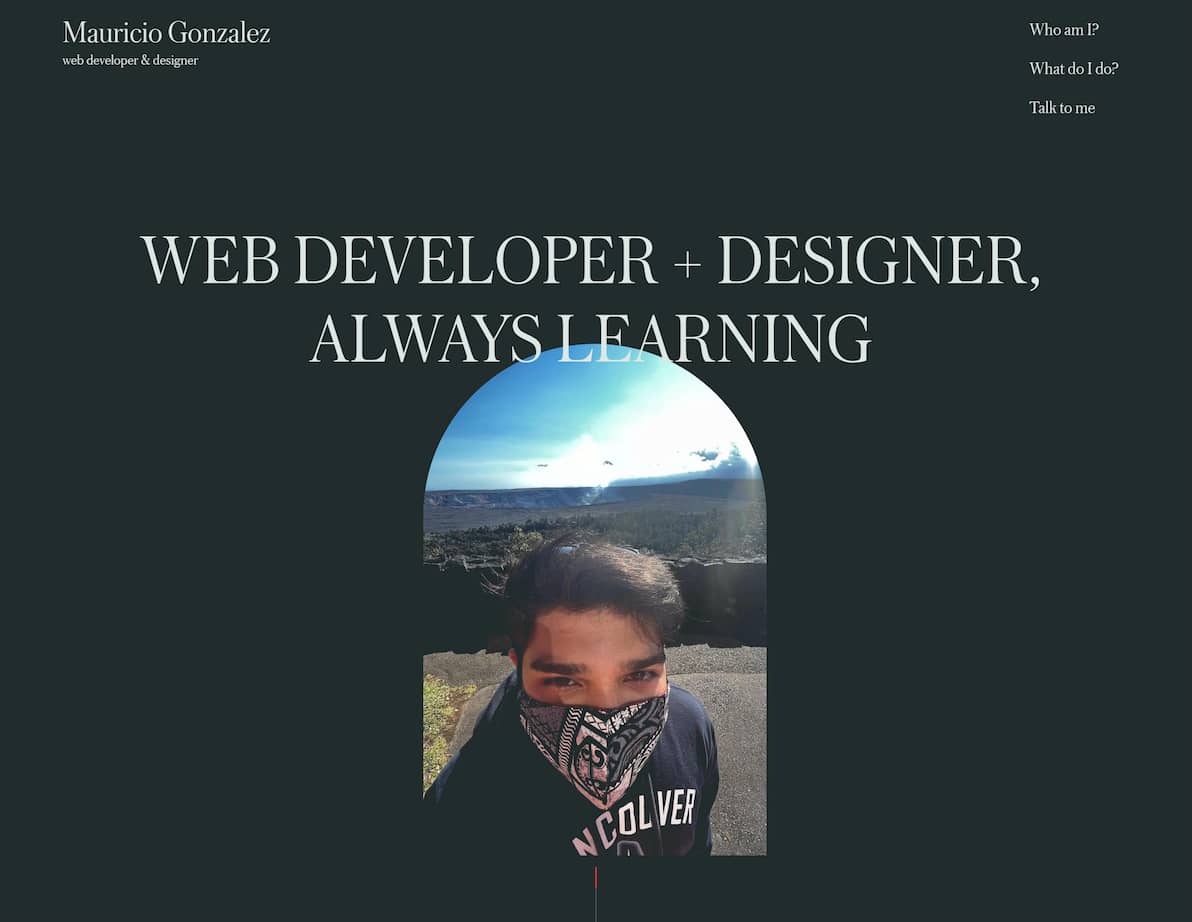 Mauricio Gonzalez
web developer & designer
Who am I?
What do I do?
Talk to me
WEB DEVELOPER + DESIGNER,
ALWAYS LEARNING
NCOUVER